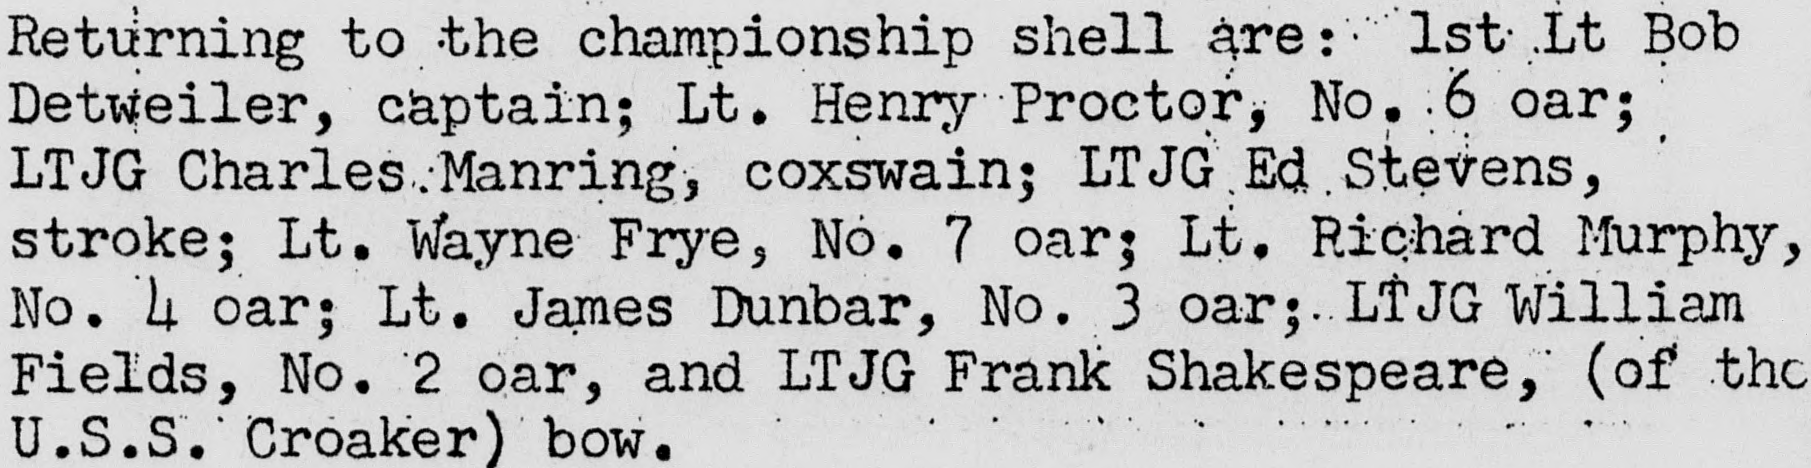 Returning to the championship shell are: 1st Lt Bob
Detweiler, captain; Lt. Henry Proctor, No. 6 oar;
LTJG Charles Manring, coxswain; LTJG Ed Stevens,
stroke; Lt. Wayne Frye, No. 7 oar; Lt. Richard Murphy,
No. 4 oar; Lt. James Dunbar, No. 3 oar; LTJG William
Fields, No. 2 oar, and LTJG Frank Shakespeare, (of the
U.S.S. Croaker) bow.